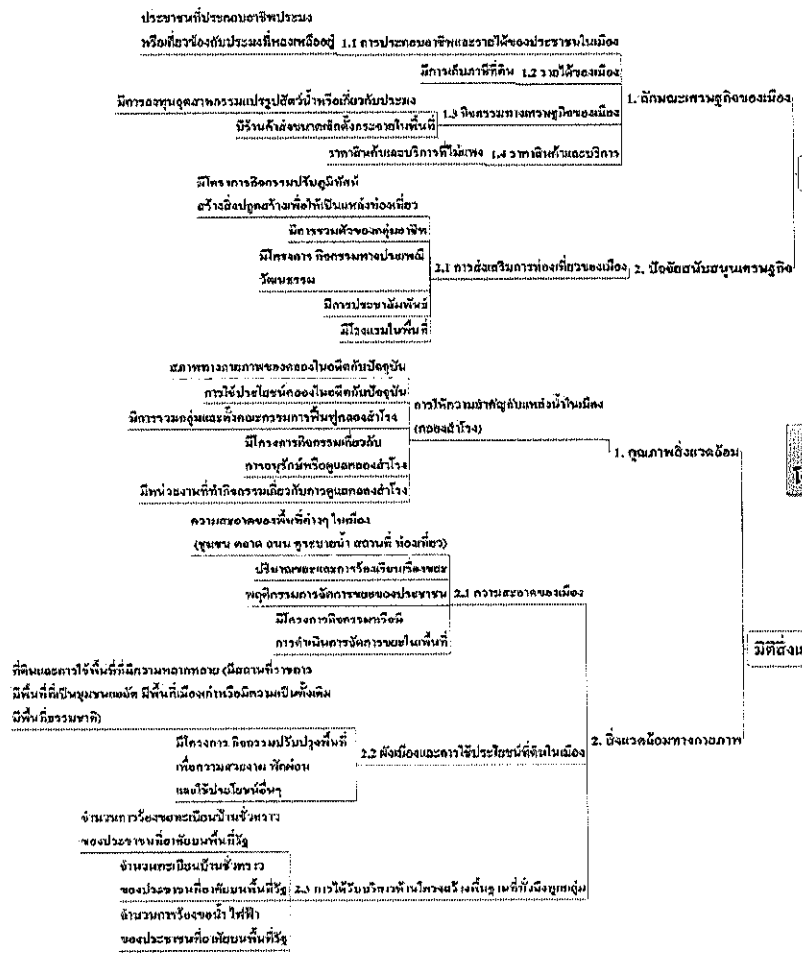 ประชาชนที่ประกอบอาชีพประมง
หรือเกี่ยวข้องกับประมงที่หลงเหลืออยู่
1.1 การประกอบอาชีพและรายได้ของประชาชนในเมือง
มีการเก็บภาษีที่ดิน
1.2 รายได้ของเมือง
มีการลงทุนอุตสาหกรรมแปรรูปสัตว์น้ำหรือเกี่ยวกับประมง
มีร้านค้าส่งขนาดเล็กตั้งกระจายในพื้นที่
1.3 กิจกรรมทางเศรษฐกิจของเมือง
ราคาสินค้าและบริการที่ไม่แพง
1.4 ราคาสินค้าและบริการ
1. ลักษณะเศรษฐกิจของเมือง
มีโครงการกิจกรรมปรับภูมิทัศน์
สร้างสิ่งปลูกสร้างเพื่อให้เป็นแหล่งท่องเที่ยว
มีการรวมตัวของกลุ่มอาชีพ
มีโครงการ กิจกรรมทางประเพณี
วัฒนธรรม
มีการประชาสัมพันธ์
มีโรงแรมในพื้นที่
2.1 การส่งเสริมการท่องเที่ยวของเมือง
2. ปัจจัยสนับสนุนเศรษฐกิจ
สภาพทางกายภาพของคลองในอดีตกับปัจจุบัน
การใช้ประโยชน์คลองในอดีตกับปัจจุบัน
มีการรวมกลุ่มและตั้งคณะกรรมการฟื้นฟูคลองสำโรง
มีโครงการกิจกรรมเกี่ยวกับ
การอนุรักษ์หรือดูแลคลองสำโรง
มีหน่วยงานที่ทำกิจกรรมเกี่ยวกับการดูแลคลองสำโรง
การให้ความสำคัญกับแหล่งน้ำในเมือง
(คลองสำโรง)
1. คุณภาพสิ่งแวดล้อม
ความสะอาดของพื้นที่ต่างๆ ในเมือง
(ชุมชน ตลาด ถนน คูระบายน้ำ สถานที่ ท่องเที่ยว)
ปริมาณขยะและการร้องเรียนเรื่องขยะ
พฤติกรรมการจัดการขยะของประชาชน
มีโครงการกิจกรรมหรือมี
การดำเนินการจัดการขยะในพื้นที่
2.1 ความสะอาดของเมือง
ที่ดินและการใช้พื้นที่ที่มีความหลากหลาย (มีสถานที่ราชการ
มีพื้นที่ที่เป็นชุมชนแออัด มีพื้นที่เมืองเก่าหรือมีความเป็นดั้งเดิม
มีพื้นที่ธรรมชาติ)
มีโครงการ กิจกรรมปรับปรุงพื้นที่
เพื่อความสวยงาม พักผ่อน
และใช้ประโยชน์อื่นๆ
2.2 ผังเมืองและการใช้ประโยชน์ที่ดินในเมือง
2. สิ่งแวดล้อมทางกายภาพ
มิติสิ่งแ
จำนวนการร้องขอทะเบียนบ้านชั่วคราว
ของประชาชนที่อาศัยบนพื้นที่รัฐ
จำนวนทะเบียนบ้านชั่วคราว
ของประชาชนที่อาศัยบนพื้นที่รัฐ
จำนวนการร้องขอน้ำ ไฟฟ้า
ของประชาชนที่อาศัยบนพื้นที่รัฐ
2.3 การได้รับบริการด้านโครงสร้างพื้นฐานที่ทั่วถึงทุกกลุ่ม